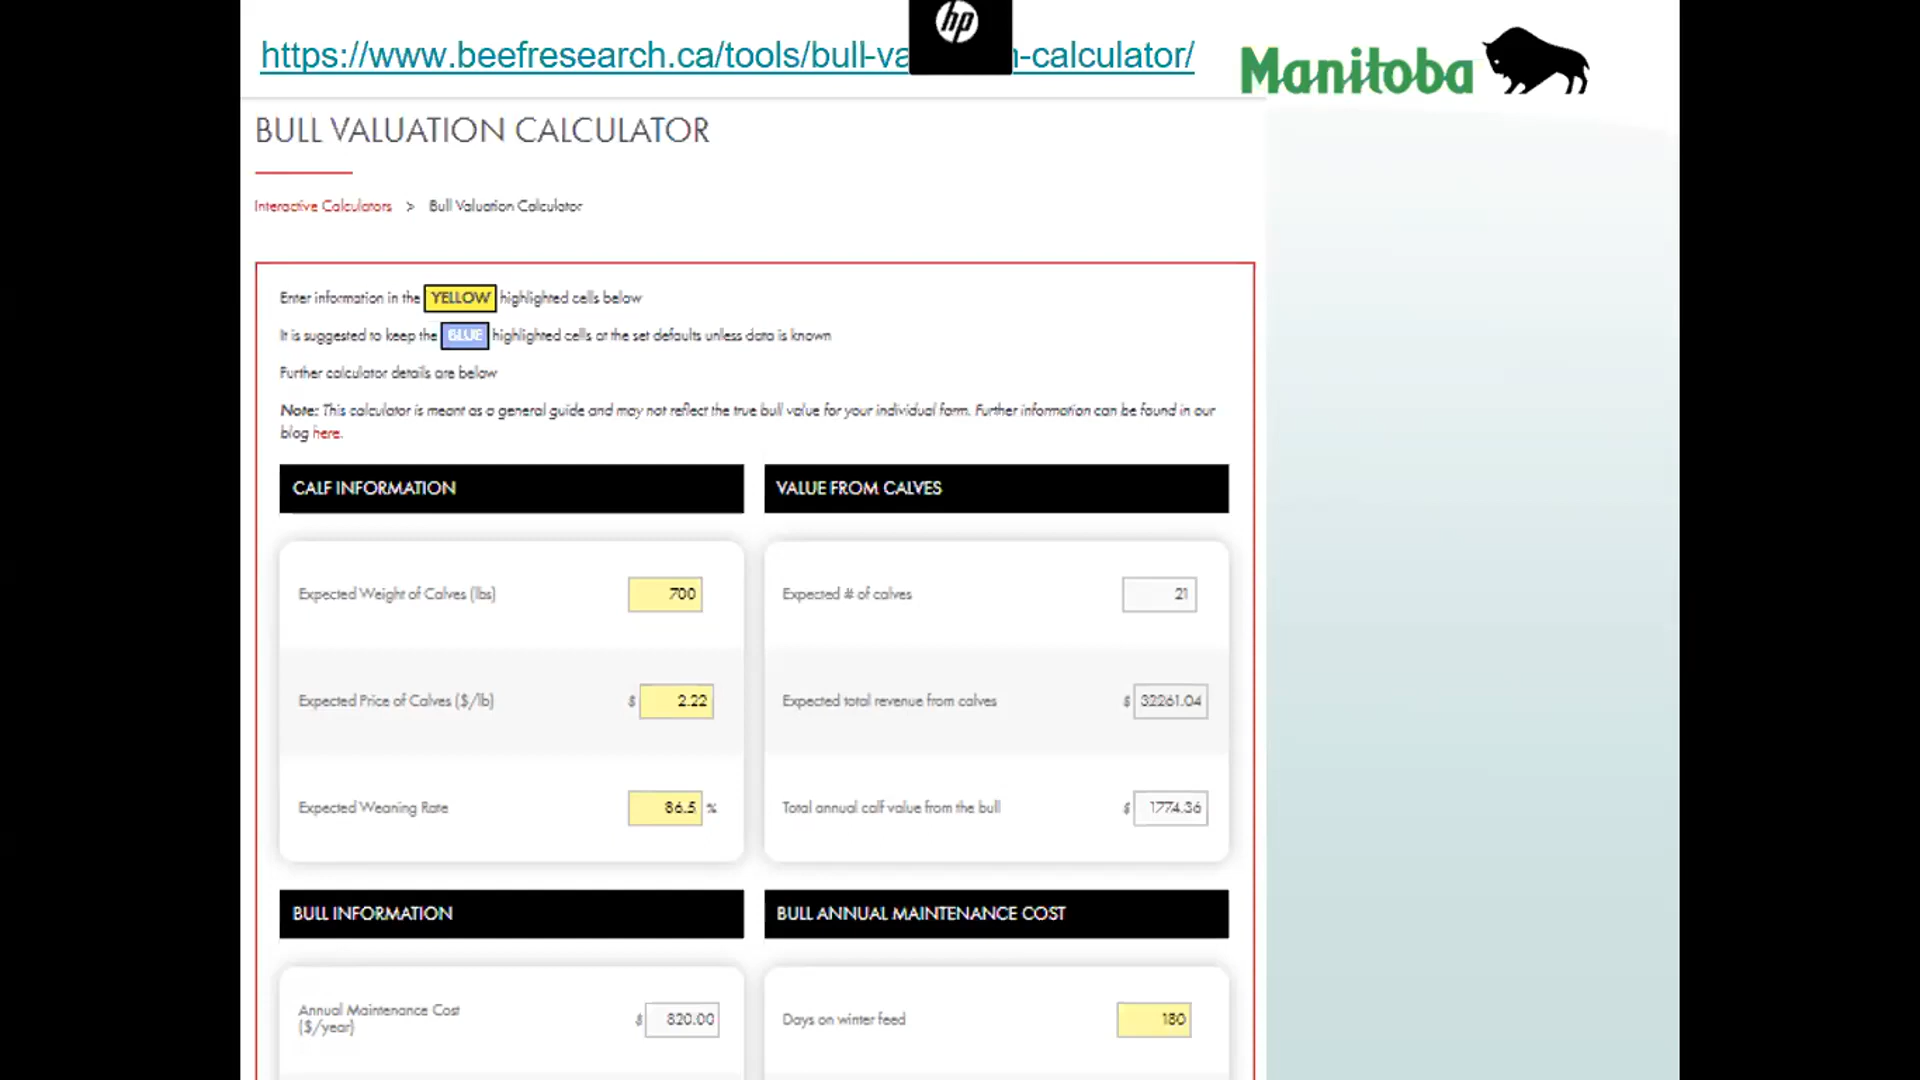 hp
https://www.beefresearch.ca/tools/bull-va -calculator/
Manitoba
BULL VALUATION CALCULATOR
Interactive Calculators > Bull Valuation Calculator
Enter information in the YELLOW highlighted cells below
It is suggested to keep the BLUE highlighted cells at the set defaults unless data is known
Further calculator details are below
Note: This calculator is meant as a general guide and may not reflect the true bull value for your individual farm. Further information can be found in our
blog here.
CALF INFORMATION
Expected Weight of Calves (lbs) 700
Expected Price of Calves ($/lb) $ 2.22
Expected Weaning Rate 86.5 %
VALUE FROM CALVES
Expected # of calves 21
Expected total revenue from calves $ 32261.04
Total annual calf value from the bull $ 1774.36
BULL INFORMATION
Annual Maintenance Cost
($/year) $ 820.00
BULL ANNUAL MAINTENANCE COST
Days on winter feed 180